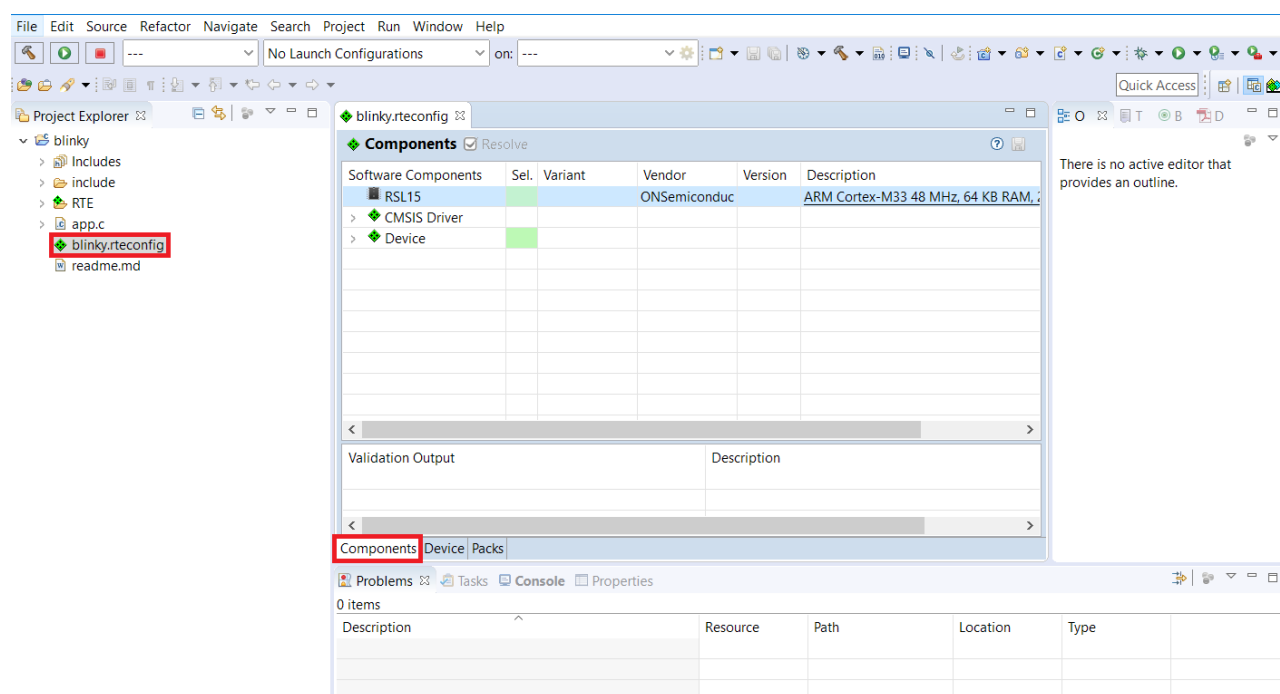 File Edit Source Refactor Navigate Search Project Run Window Help
--- No Launch Configurations on: ---
Quick Access
Project Explorer
blinky
Includes
include
RTE
app.c
blinky.rteconfig
readme.md
blinky.rteconfig
Components Resolve
Software Components Sel. Variant Vendor Version Description
RSL15 ONSemiconduc ARM Cortex-M33 48 MHz, 64 KB RAM,
CMSIS Driver
Device
Validation Output Description
Components Device Packs
O T B D
There is no active editor that
provides an outline.
Problems Tasks Console Properties
0 items
Description Resource Path Location Type